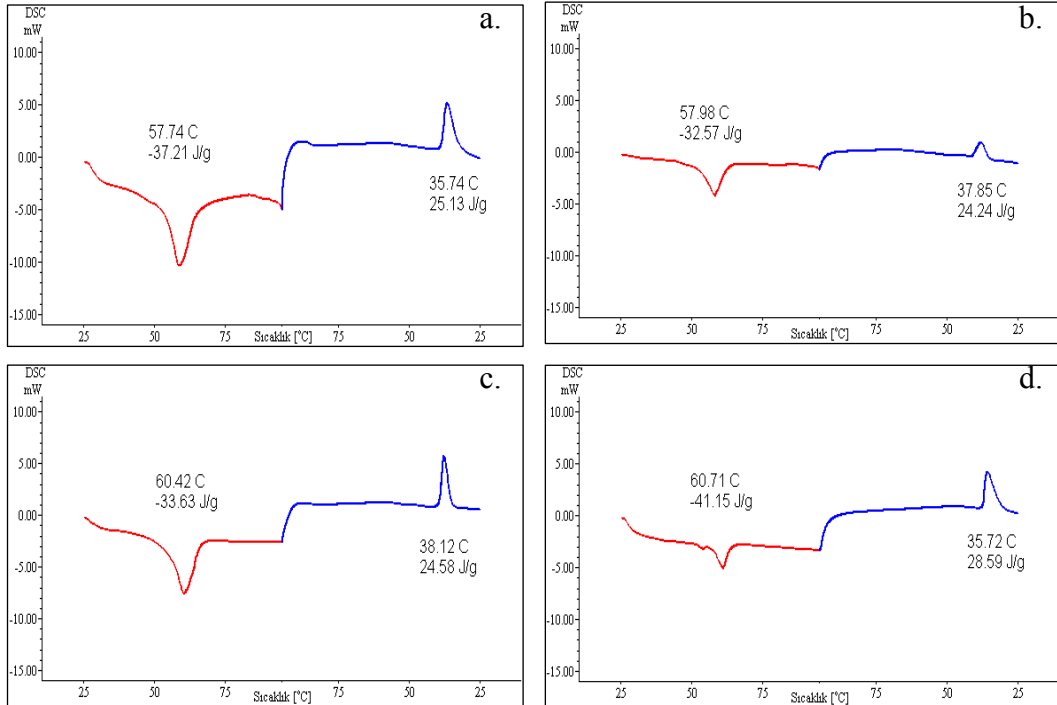 DSC
mW
a.
10.00
5.00
0.00
-5.00
-10.00
-15.00
57.74 C
-37.21 J/g
35.74 C
25.13 J/g
25 50 75 Sıcaklık [°C] 75 50 25
DSC
mW
b.
10.00
5.00
0.00
-5.00
-10.00
-15.00
57.98 C
-32.57 J/g
37.85 C
24.24 J/g
25 50 75 Sıcaklık [°C] 75 50 25
DSC
mW
c.
10.00
5.00
0.00
-5.00
-10.00
-15.00
60.42 C
-33.63 J/g
38.12 C
24.58 J/g
25 50 75 Sıcaklık [°C] 75 50 25
DSC
mW
d.
10.00
5.00
0.00
-5.00
-10.00
-15.00
60.71 C
-41.15 J/g
35.72 C
28.59 J/g
25 50 75 Sıcaklık [°C] 75 50 25